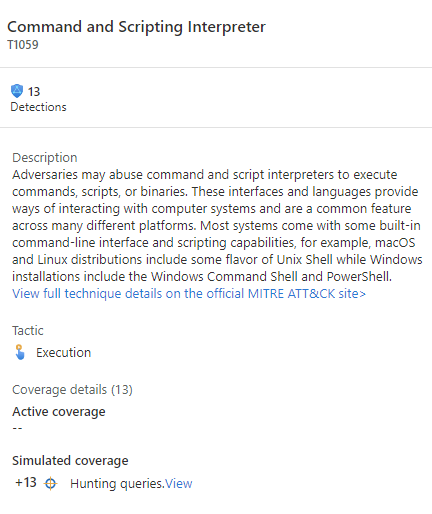 Command and Scripting Interpreter
T1059
13
Detections
Description
Adversaries may abuse command and script interpreters to execute
commands, scripts, or binaries. These interfaces and languages provide
ways of interacting with computer systems and are a common feature
across many different platforms. Most systems come with some built-in
command-line interface and scripting capabilities, for example, macOS
and Linux distributions include some flavor of Unix Shell while Windows
installations include the Windows Command Shell and PowerShell.
View full technique details on the official MITRE ATT&CK site>
Tactic
Execution
Coverage details (13)
Active coverage
--
Simulated coverage
+13 Hunting queries.View